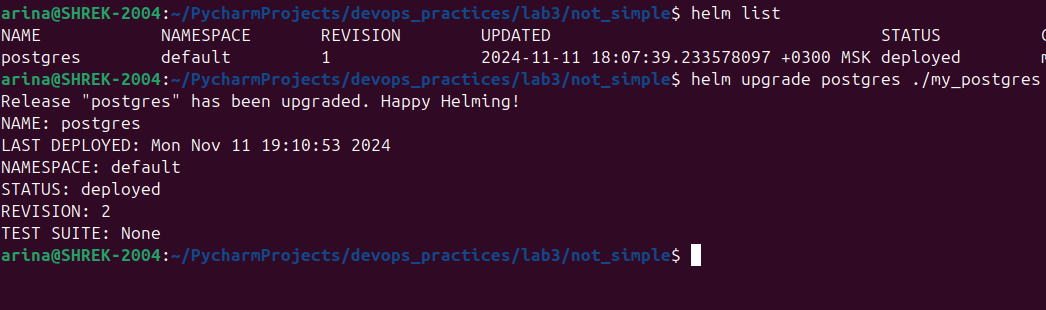 arina@SHREK-2004:~/PycharmProjects/devops_practices/lab3/not_simple$ helm list
NAME NAMESPACE REVISION UPDATED STATUS
postgres default 1 2024-11-11 18:07:39.233578097 +0300 MSK deployed
arina@SHREK-2004:~/PycharmProjects/devops_practices/lab3/not_simple$ helm upgrade postgres ./my_postgres
Release "postgres" has been upgraded. Happy Helming!
NAME: postgres
LAST DEPLOYED: Mon Nov 11 19:10:53 2024
NAMESPACE: default
STATUS: deployed
REVISION: 2
TEST SUITE: None
arina@SHREK-2004:~/PycharmProjects/devops_practices/lab3/not_simple$